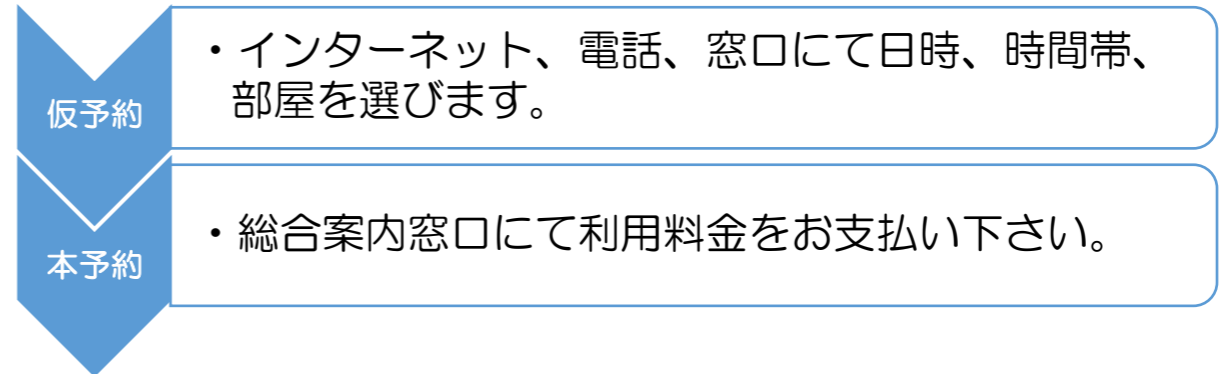 仮予約
・インターネット、電話、窓口にて日時、時間帯、
部屋を選びます。
本予約
・総合案内窓口にて利用料金をお支払い下さい。